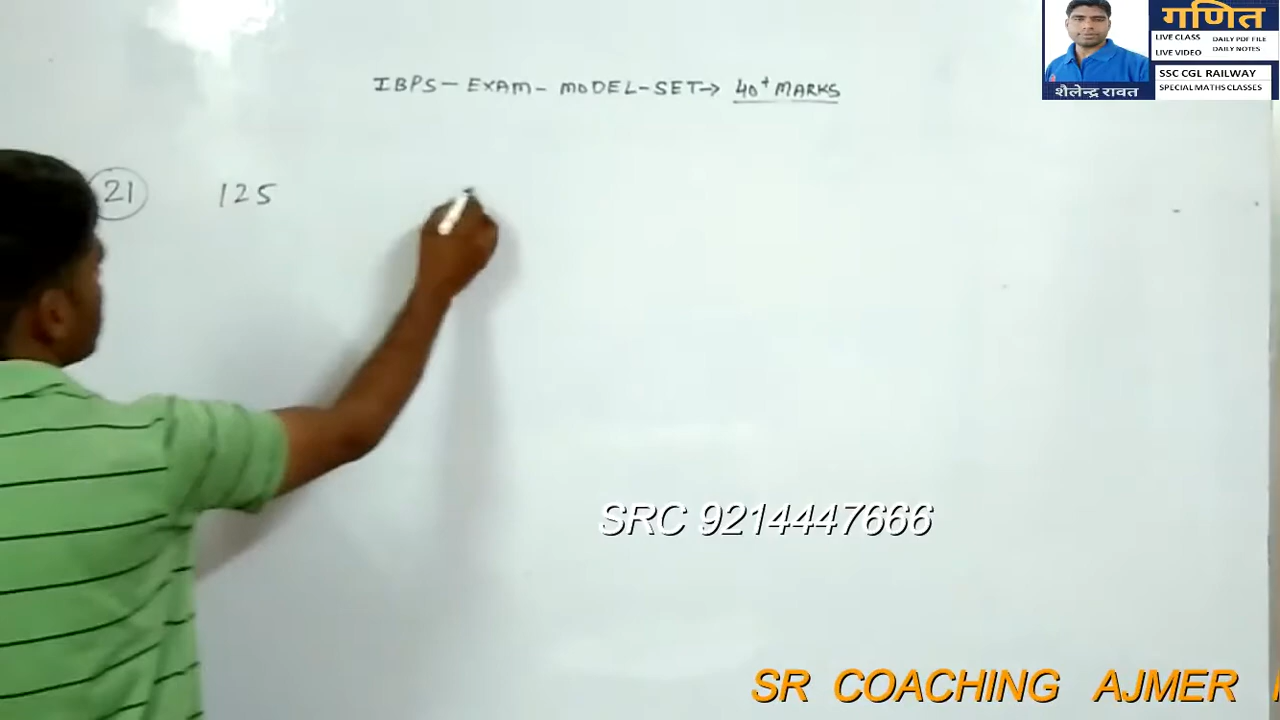 गणित
LIVE CLASS DAILY PDF FILE
LIVE VIDEO DAILY NOTES
SSC CGL RAILWAY
SPECIAL MATHS CLASSES
शैलेन्द्र रावत
IBPS - EXAM - MODEL - SET → 40+ MARKS
21 125
SRC 9214447666
SR COACHING AJMER